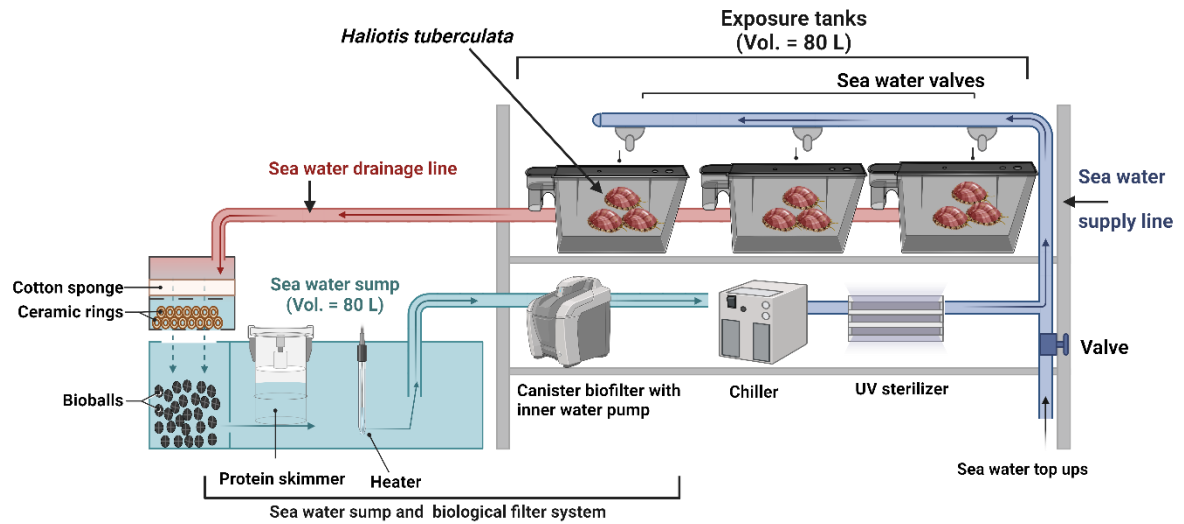 Exposure tanks
(Vol. = 80 L)
Haliotis tuberculata
Sea water valves
Sea water drainage line
Sea water
supply line
Cotton sponge
Ceramic rings
Sea water sump
(Vol. = 80 L)
Bioballs
Canister biofilter with
inner water pump
Chiller
UV sterilizer
Valve
Protein skimmer
Heater
Sea water top ups
Sea water sump and biological filter system